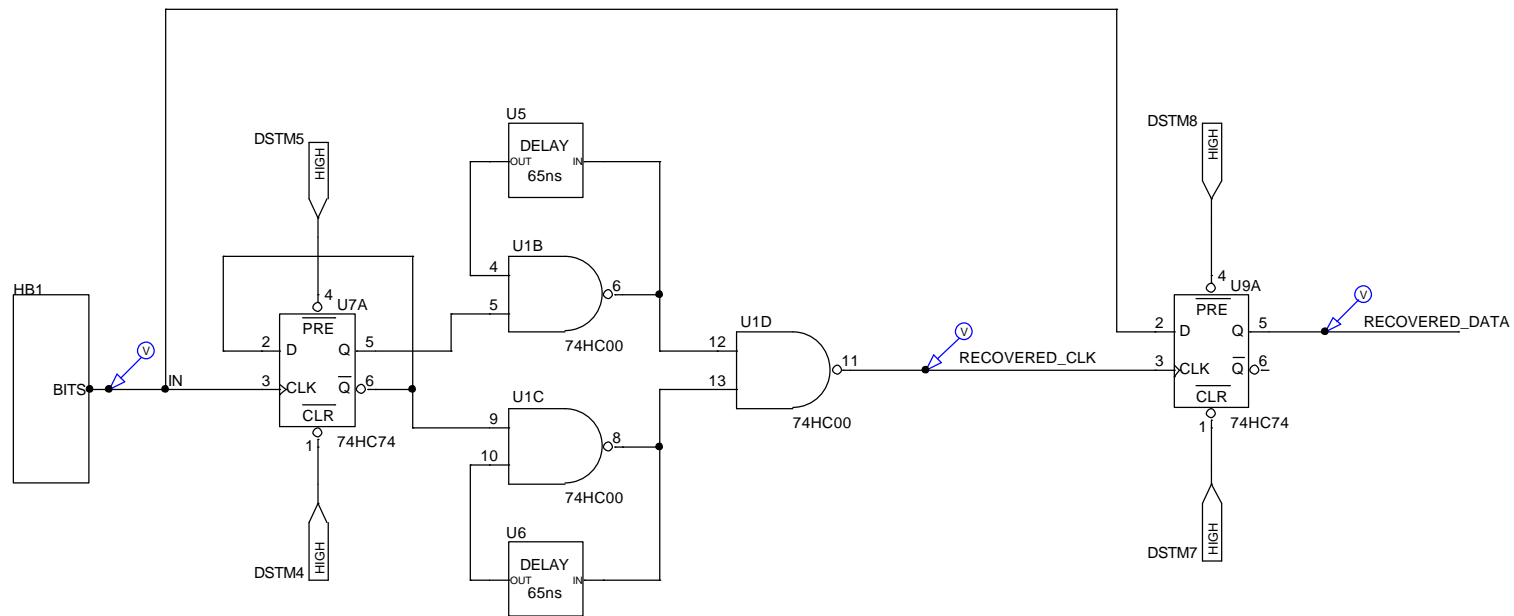 U5
DELAY
OUT
IN
65ns
DSTM5
HIGH
DSTM8
HIGH
U1B
4
5
6
74HC00
HB1
BITS
V
IN
4
U7A
PRE
2
D
Q
5
3
CLK
Q
6
CLR
1
74HC74
DSTM4
HIGH
U1C
9
10
8
74HC00
U6
DELAY
OUT
IN
65ns
U1D
12
13
11
74HC00
V
RECOVERED_CLK
4
U9A
PRE
2
D
Q
5
3
CLK
Q
6
CLR
1
74HC74
DSTM7
HIGH
V
RECOVERED_DATA